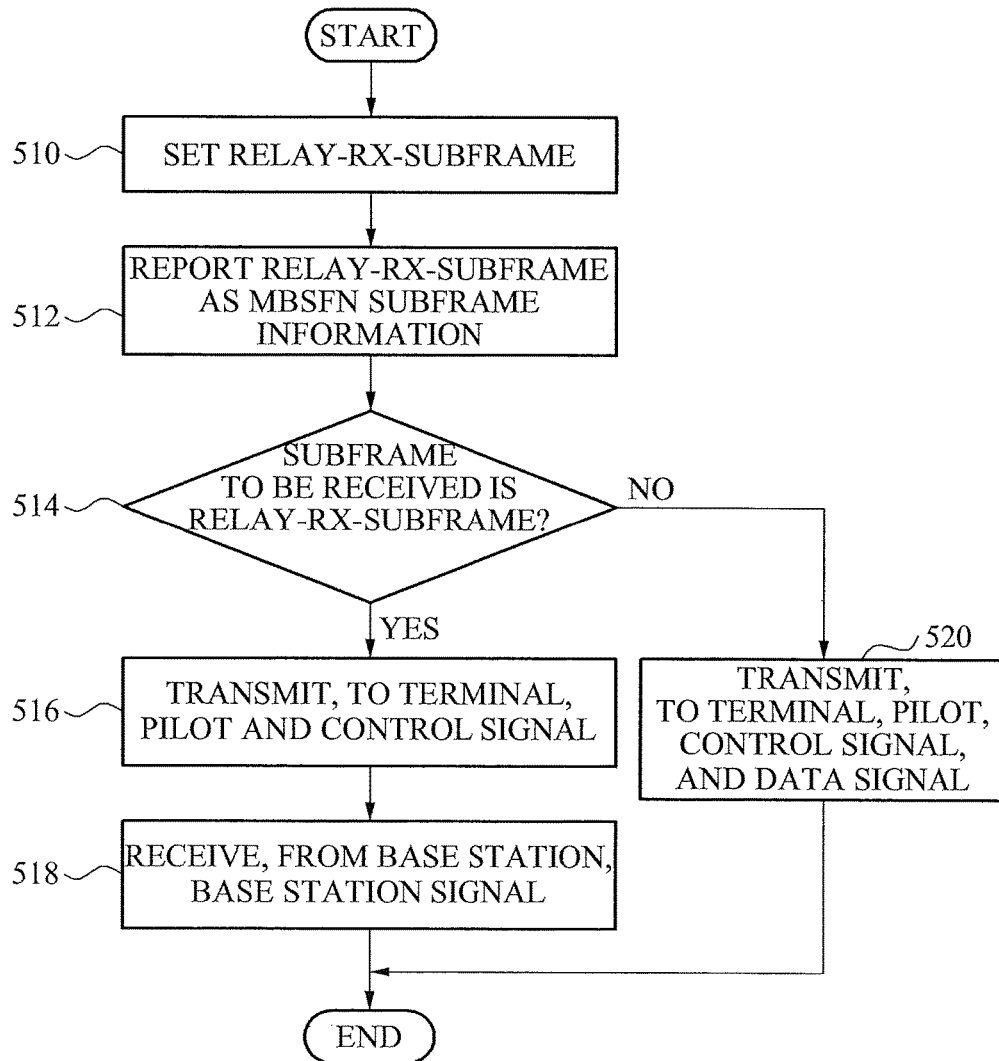 START
510
SET RELAY-RX-SUBFRAME
512
REPORT RELAY-RX-SUBFRAME
AS MBSFN SUBFRAME
INFORMATION
514
SUBFRAME
TO BE RECEIVED IS
RELAY-RX-SUBFRAME?
NO
YES
516
TRANSMIT, TO TERMINAL,
PILOT AND CONTROL SIGNAL
520
TRANSMIT,
TO TERMINAL, PILOT,
CONTROL SIGNAL,
AND DATA SIGNAL
518
RECEIVE, FROM BASE STATION,
BASE STATION SIGNAL
END